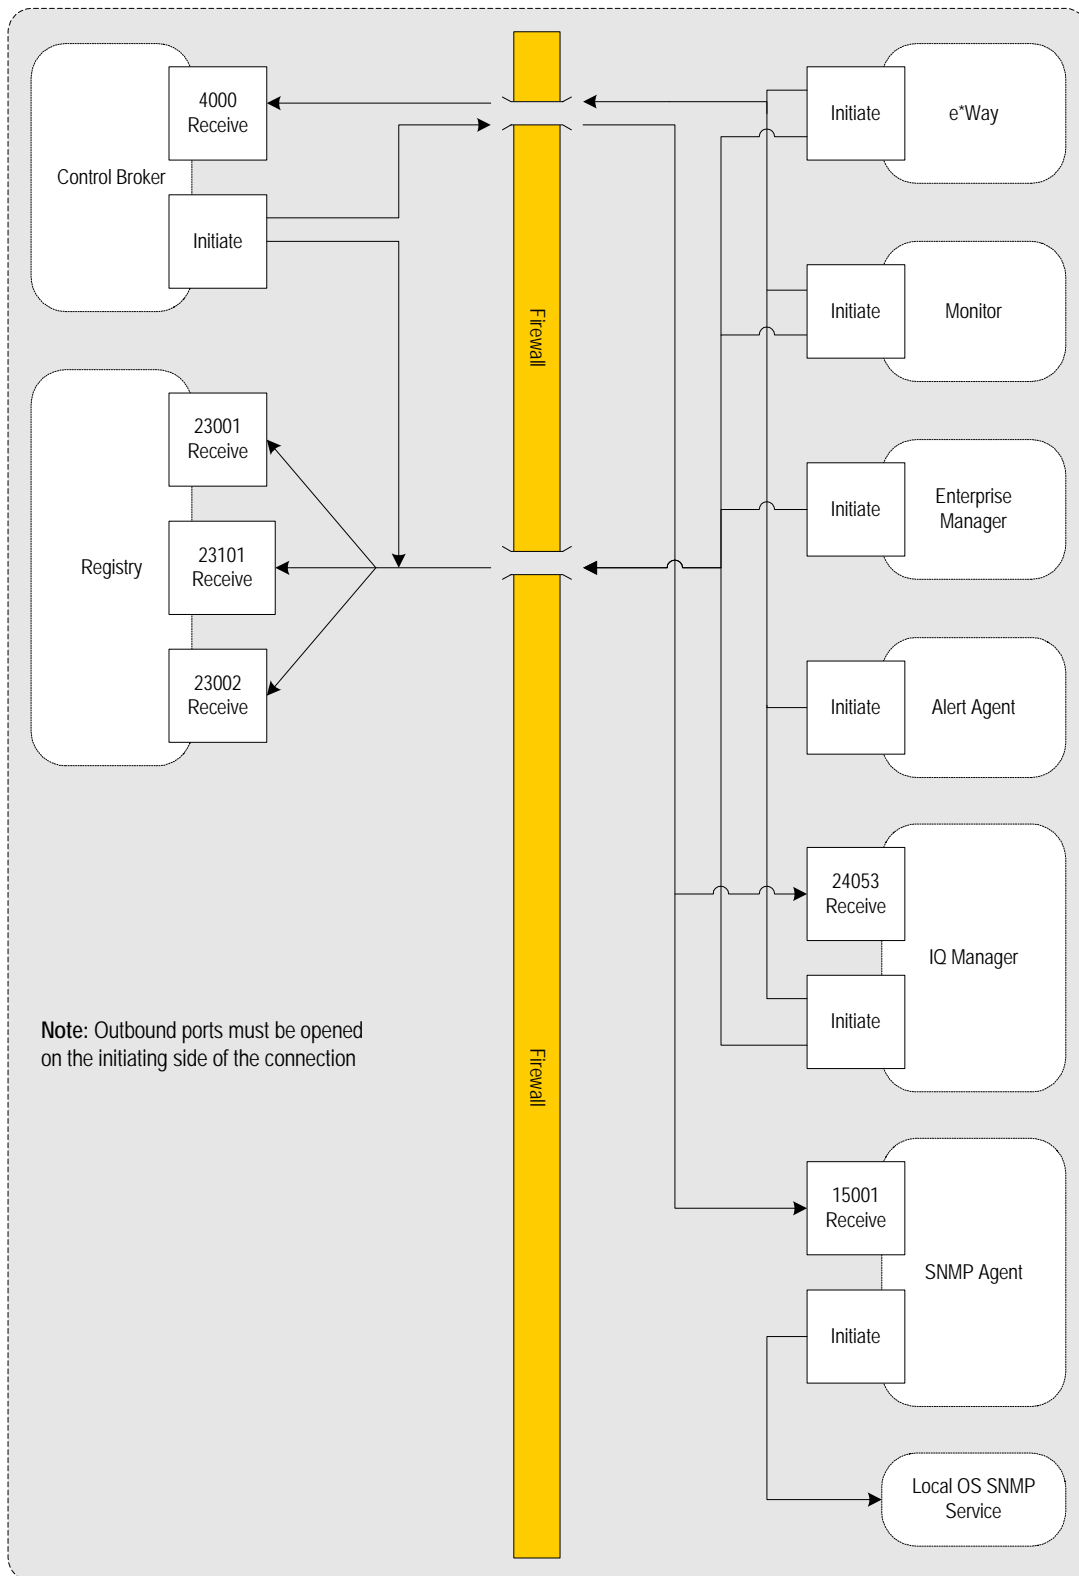 4000
Receive
Control Broker
Initiate
23001
Receive
23101
Receive
Registry
23002
Receive
Note: Outbound ports must be opened
on the initiating side of the connection
Firewall
Firewall
Initiate
e*Way
Initiate
Monitor
Initiate
Enterprise
Manager
Initiate
Alert Agent
24053
Receive
IQ Manager
Initiate
15001
Receive
SNMP Agent
Initiate
Local OS SNMP
Service